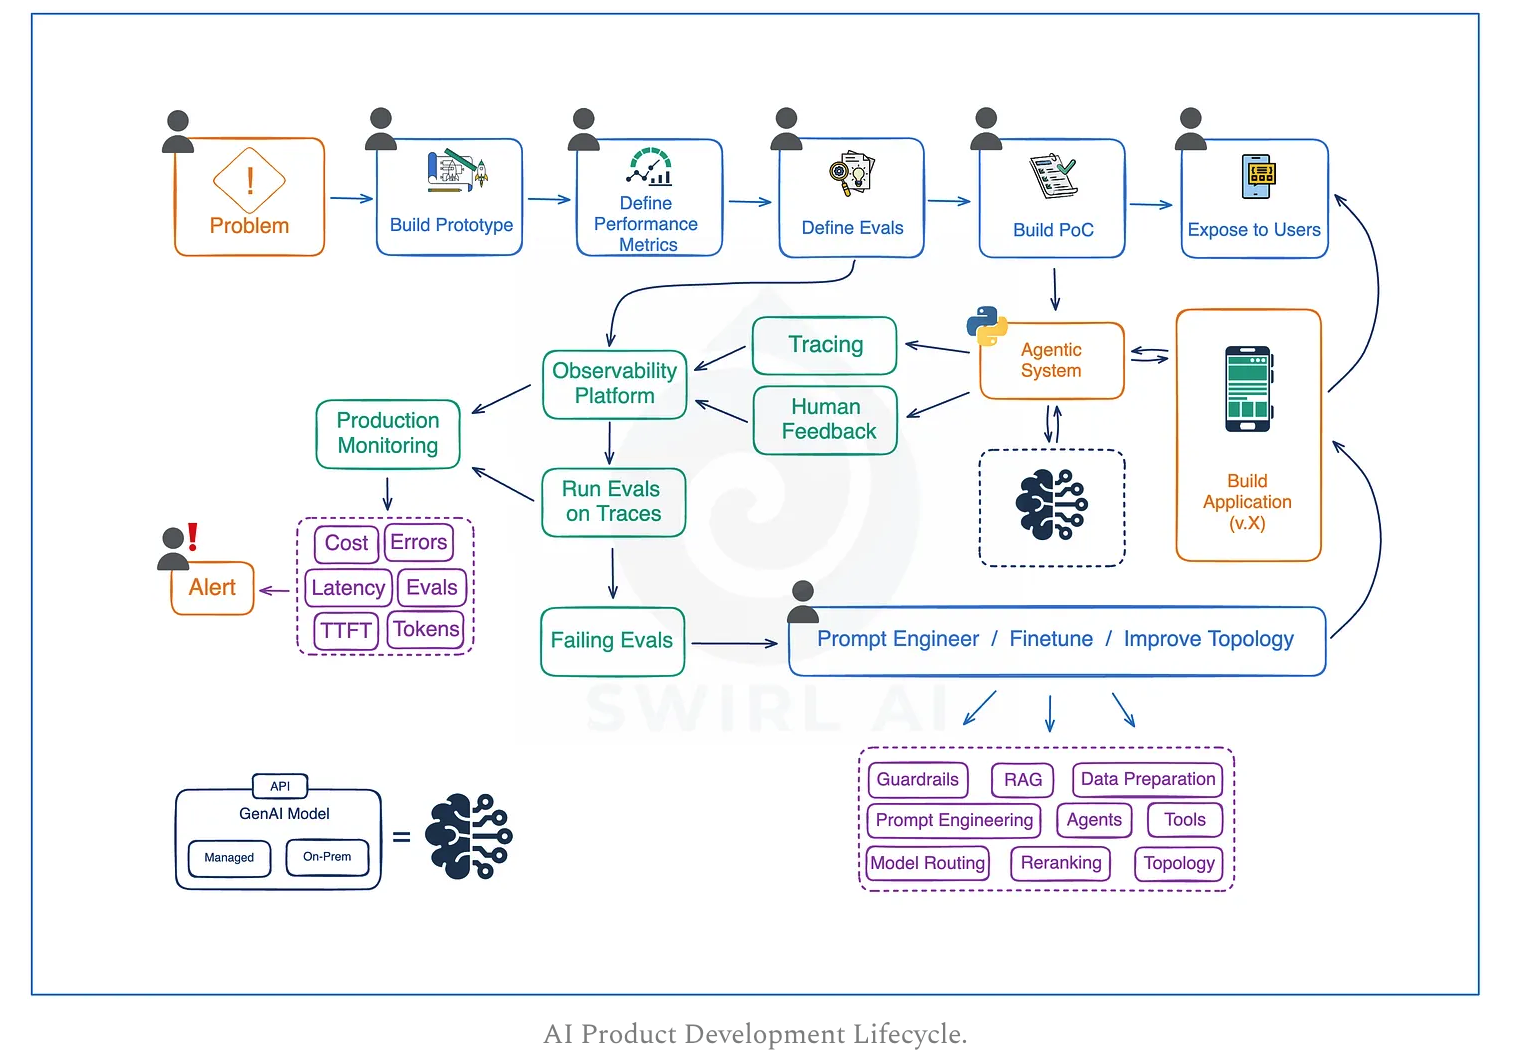 Problem
Build Prototype
Define
Performance
Metrics
Define Evals
Build PoC
Expose to Users
Observability
Platform
Tracing
Human
Feedback
Agentic
System
Production
Monitoring
Run Evals
on Traces
Build
Application
(v.X)
Cost
Errors
Latency
Evals
TTFT
Tokens
Alert
Failing Evals
Prompt Engineer / Finetune / Improve Topology
SWIRL AI
Guardrails
RAG
Data Preparation
Prompt Engineering
Agents
Tools
Model Routing
Reranking
Topology
API
GenAI Model
Managed
On-Prem
=
AI Product Development Lifecycle.